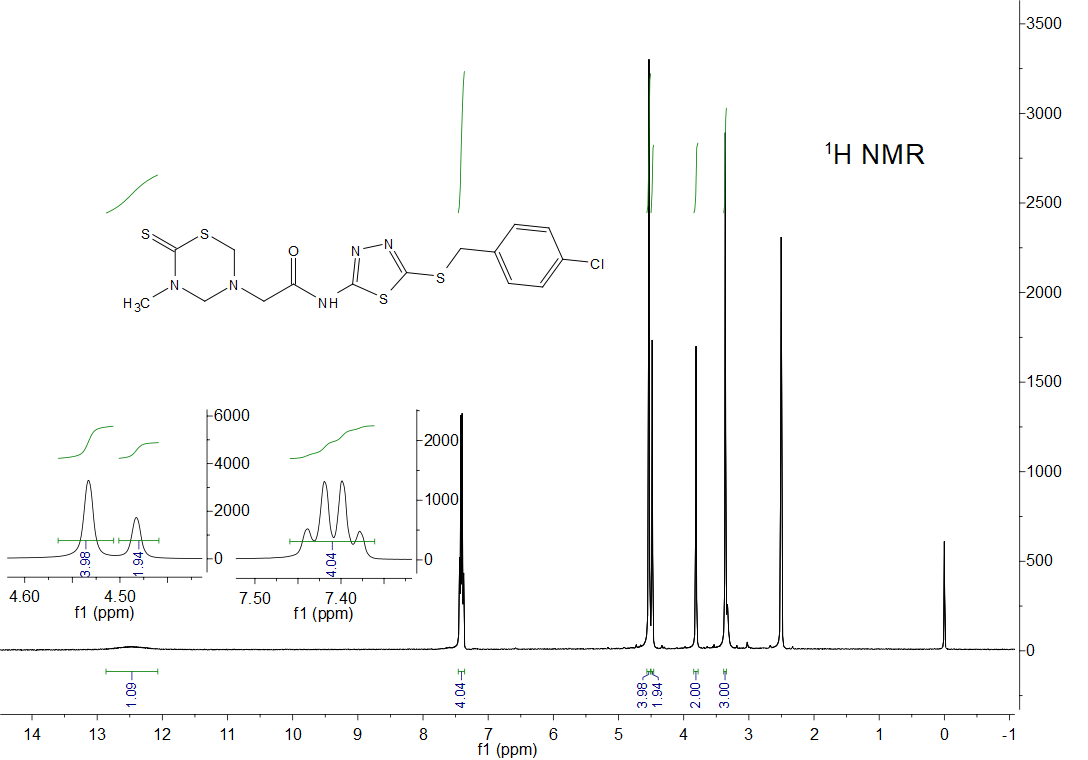 3500
3000
2500
2000
1500
1000
500
0
¹H NMR
S
S
N
H₃C
N
O
NH
N
N
S
S
Cl
6000
4000
2000
0
3.98
1.94
4.60
4.50
f1 (ppm)
2000
1000
0
4.04
7.50
7.40
f1 (ppm)
1.09
4.04
3.98
1.94
2.00
3.00
14
13
12
11
10
9
8
7
6
5
4
3
2
1
0
-1
f1 (ppm)